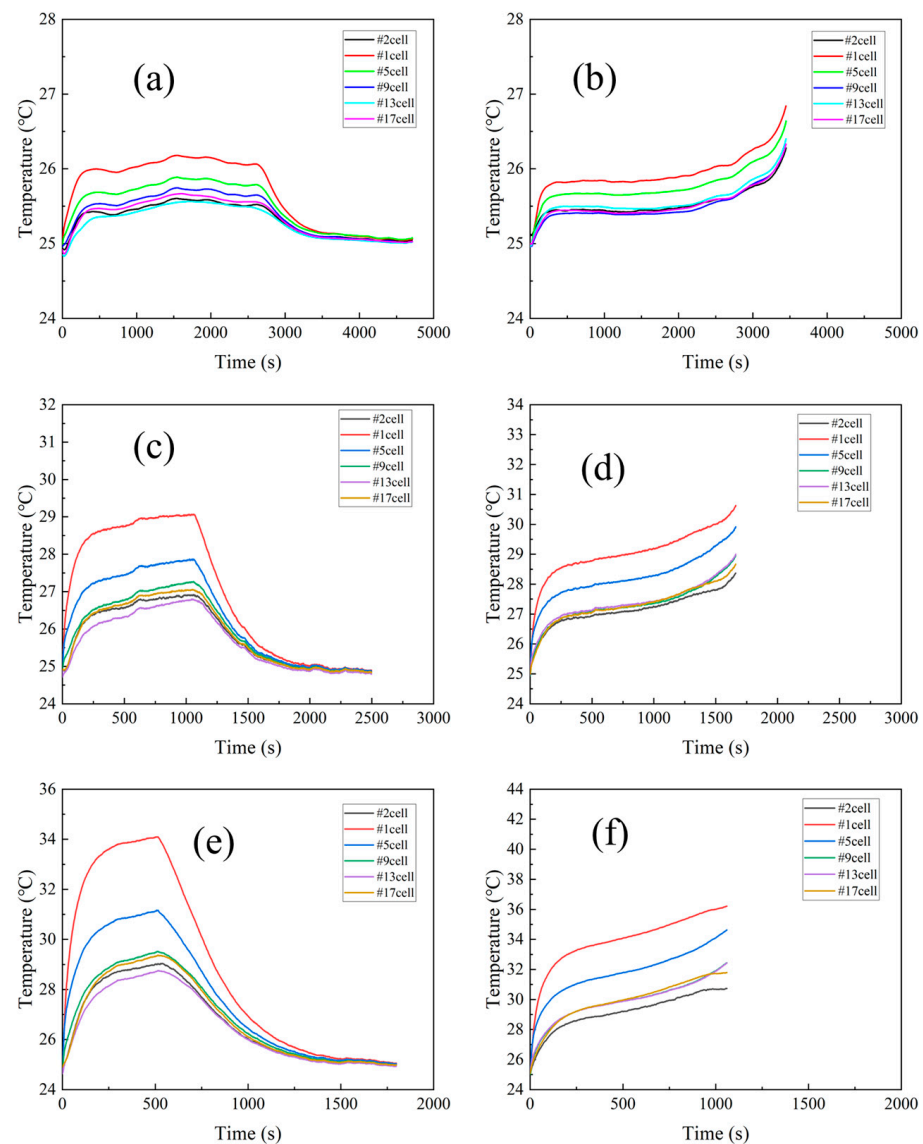 28
27
26
25
24
Temperature (°C)
(a)
#2cell
#1cell
#5cell
#9cell
#13cell
#17cell
0 1000 2000 3000 4000 5000
Time (s)
28
27
26
25
24
Temperature (°C)
(b)
#2cell
#1cell
#5cell
#9cell
#13cell
#17cell
0 1000 2000 3000 4000 5000
Time (s)
32
31
30
29
28
27
26
25
24
Temperature (°C)
(c)
#2cell
#1cell
#5cell
#9cell
#13cell
#17cell
0 500 1000 1500 2000 2500 3000
Time (s)
34
33
32
31
30
29
28
27
26
25
24
Temperature (°C)
(d)
#2cell
#1cell
#5cell
#9cell
#13cell
#17cell
0 500 1000 1500 2000 2500 3000
Time (s)
36
34
32
30
28
26
24
Temperature (°C)
(e)
#2cell
#1cell
#5cell
#9cell
#13cell
#17cell
0 500 1000 1500 2000
Time (s)
44
42
40
38
36
34
32
30
28
26
24
Temperature (°C)
(f)
#2cell
#1cell
#5cell
#9cell
#13cell
#17cell
0 500 1000 1500 2000
Time (s)